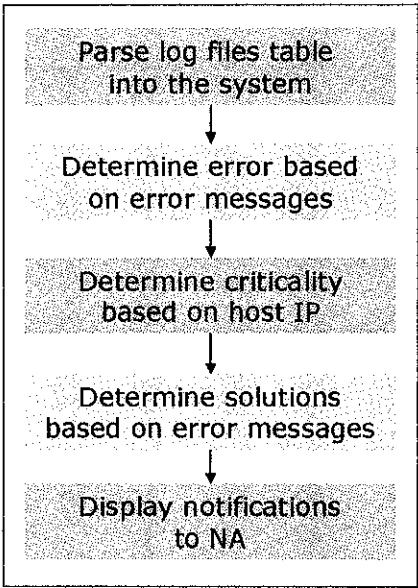 Parse log files table
into the system
Determine error based
on error messages
Determine criticality
based on host IP
Determine solutions
based on error messages
Display notifications
to NA